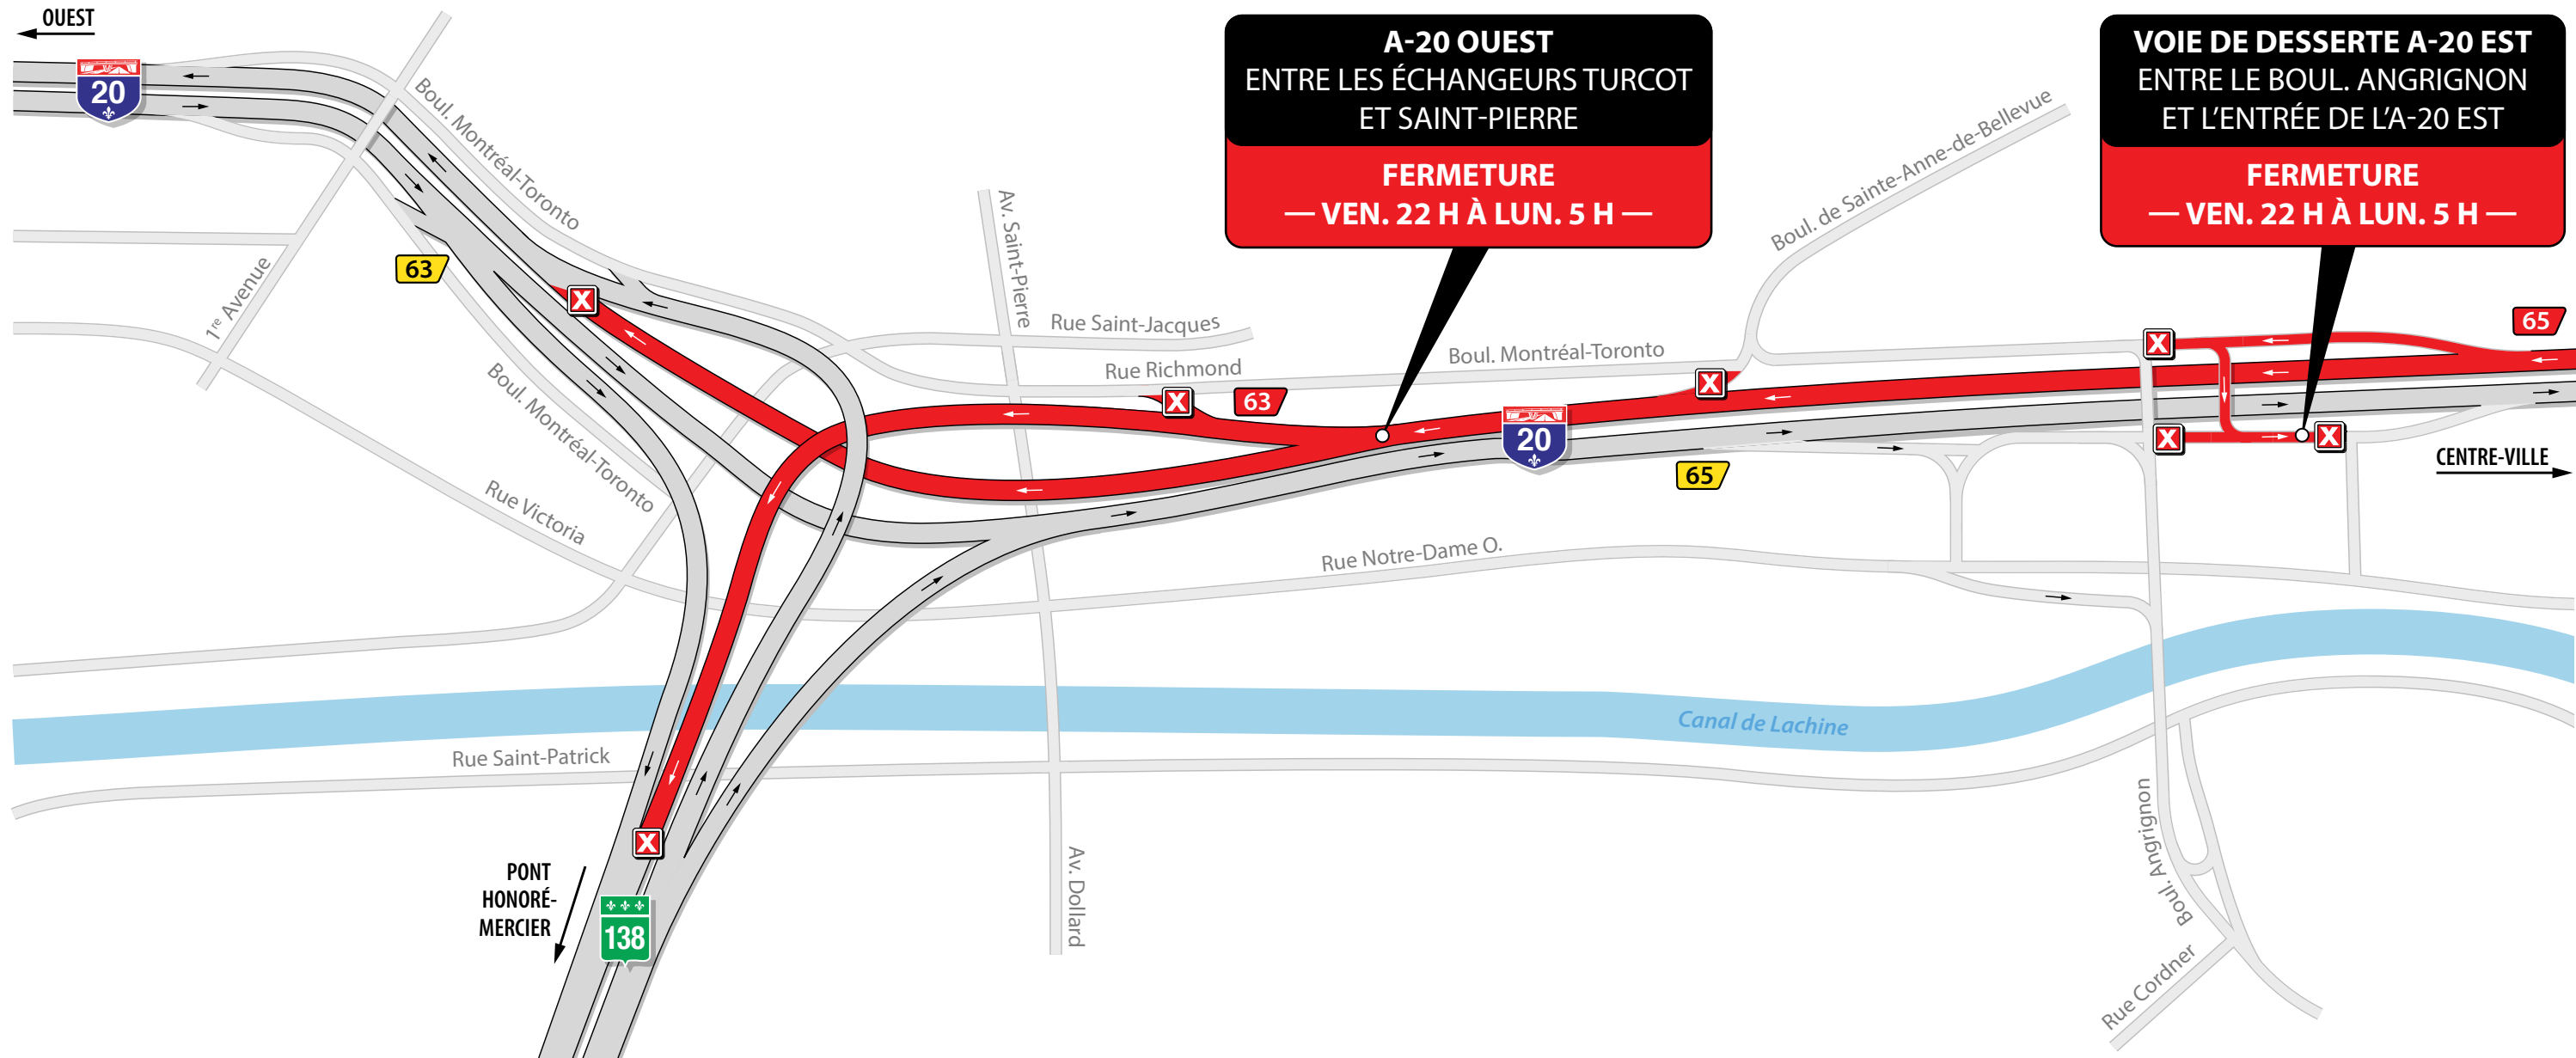 OUEST
20
Boul. Montréal-Toronto
63
1re Avenue
Boul. Montréal-Toronto
Rue Victoria
X
Av. Saint-Pierre
Rue Saint-Jacques
Rue Richmond
X
63
A-20 OUEST
ENTRE LES ÉCHANGEURS TURCOT
ET SAINT-PIERRE
FERMETURE
— VEN. 22 H À LUN. 5 H —
Boul. de Sainte-Anne-de-Bellevue
Boul. Montréal-Toronto
X
20
65
VOIE DE DESSERTE A-20 EST
ENTRE LE BOUL. ANGRIGNON
ET L'ENTRÉE DE L'A-20 EST
FERMETURE
— VEN. 22 H À LUN. 5 H —
65
X
X
X
CENTRE-VILLE
Rue Notre-Dame O.
Canal de Lachine
Rue Saint-Patrick
X
PONT
HONORÉ-
MERCIER
138
Av. Dollard
Boul. Angrignon
Rue Cordner